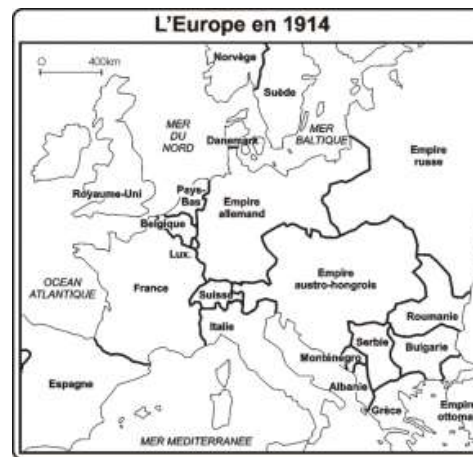 L'Europe en 1914
O 400km
Norvège
Suède
MER
DU
NORD
MER
BALTIQUE
Danemark
Empire
russe
Royaume-Uni
Pays-
Bas
Empire
allemand
Belgique
Lux.
OCEAN
ATLANTIQUE
France
Suisse
Empire
austro-hongrois
Italie
Roumanie
Serbie
Bulgarie
Monténégro
Albanie
Espagne
Grèce
Empire
ottoma
MER MEDITERRANEE